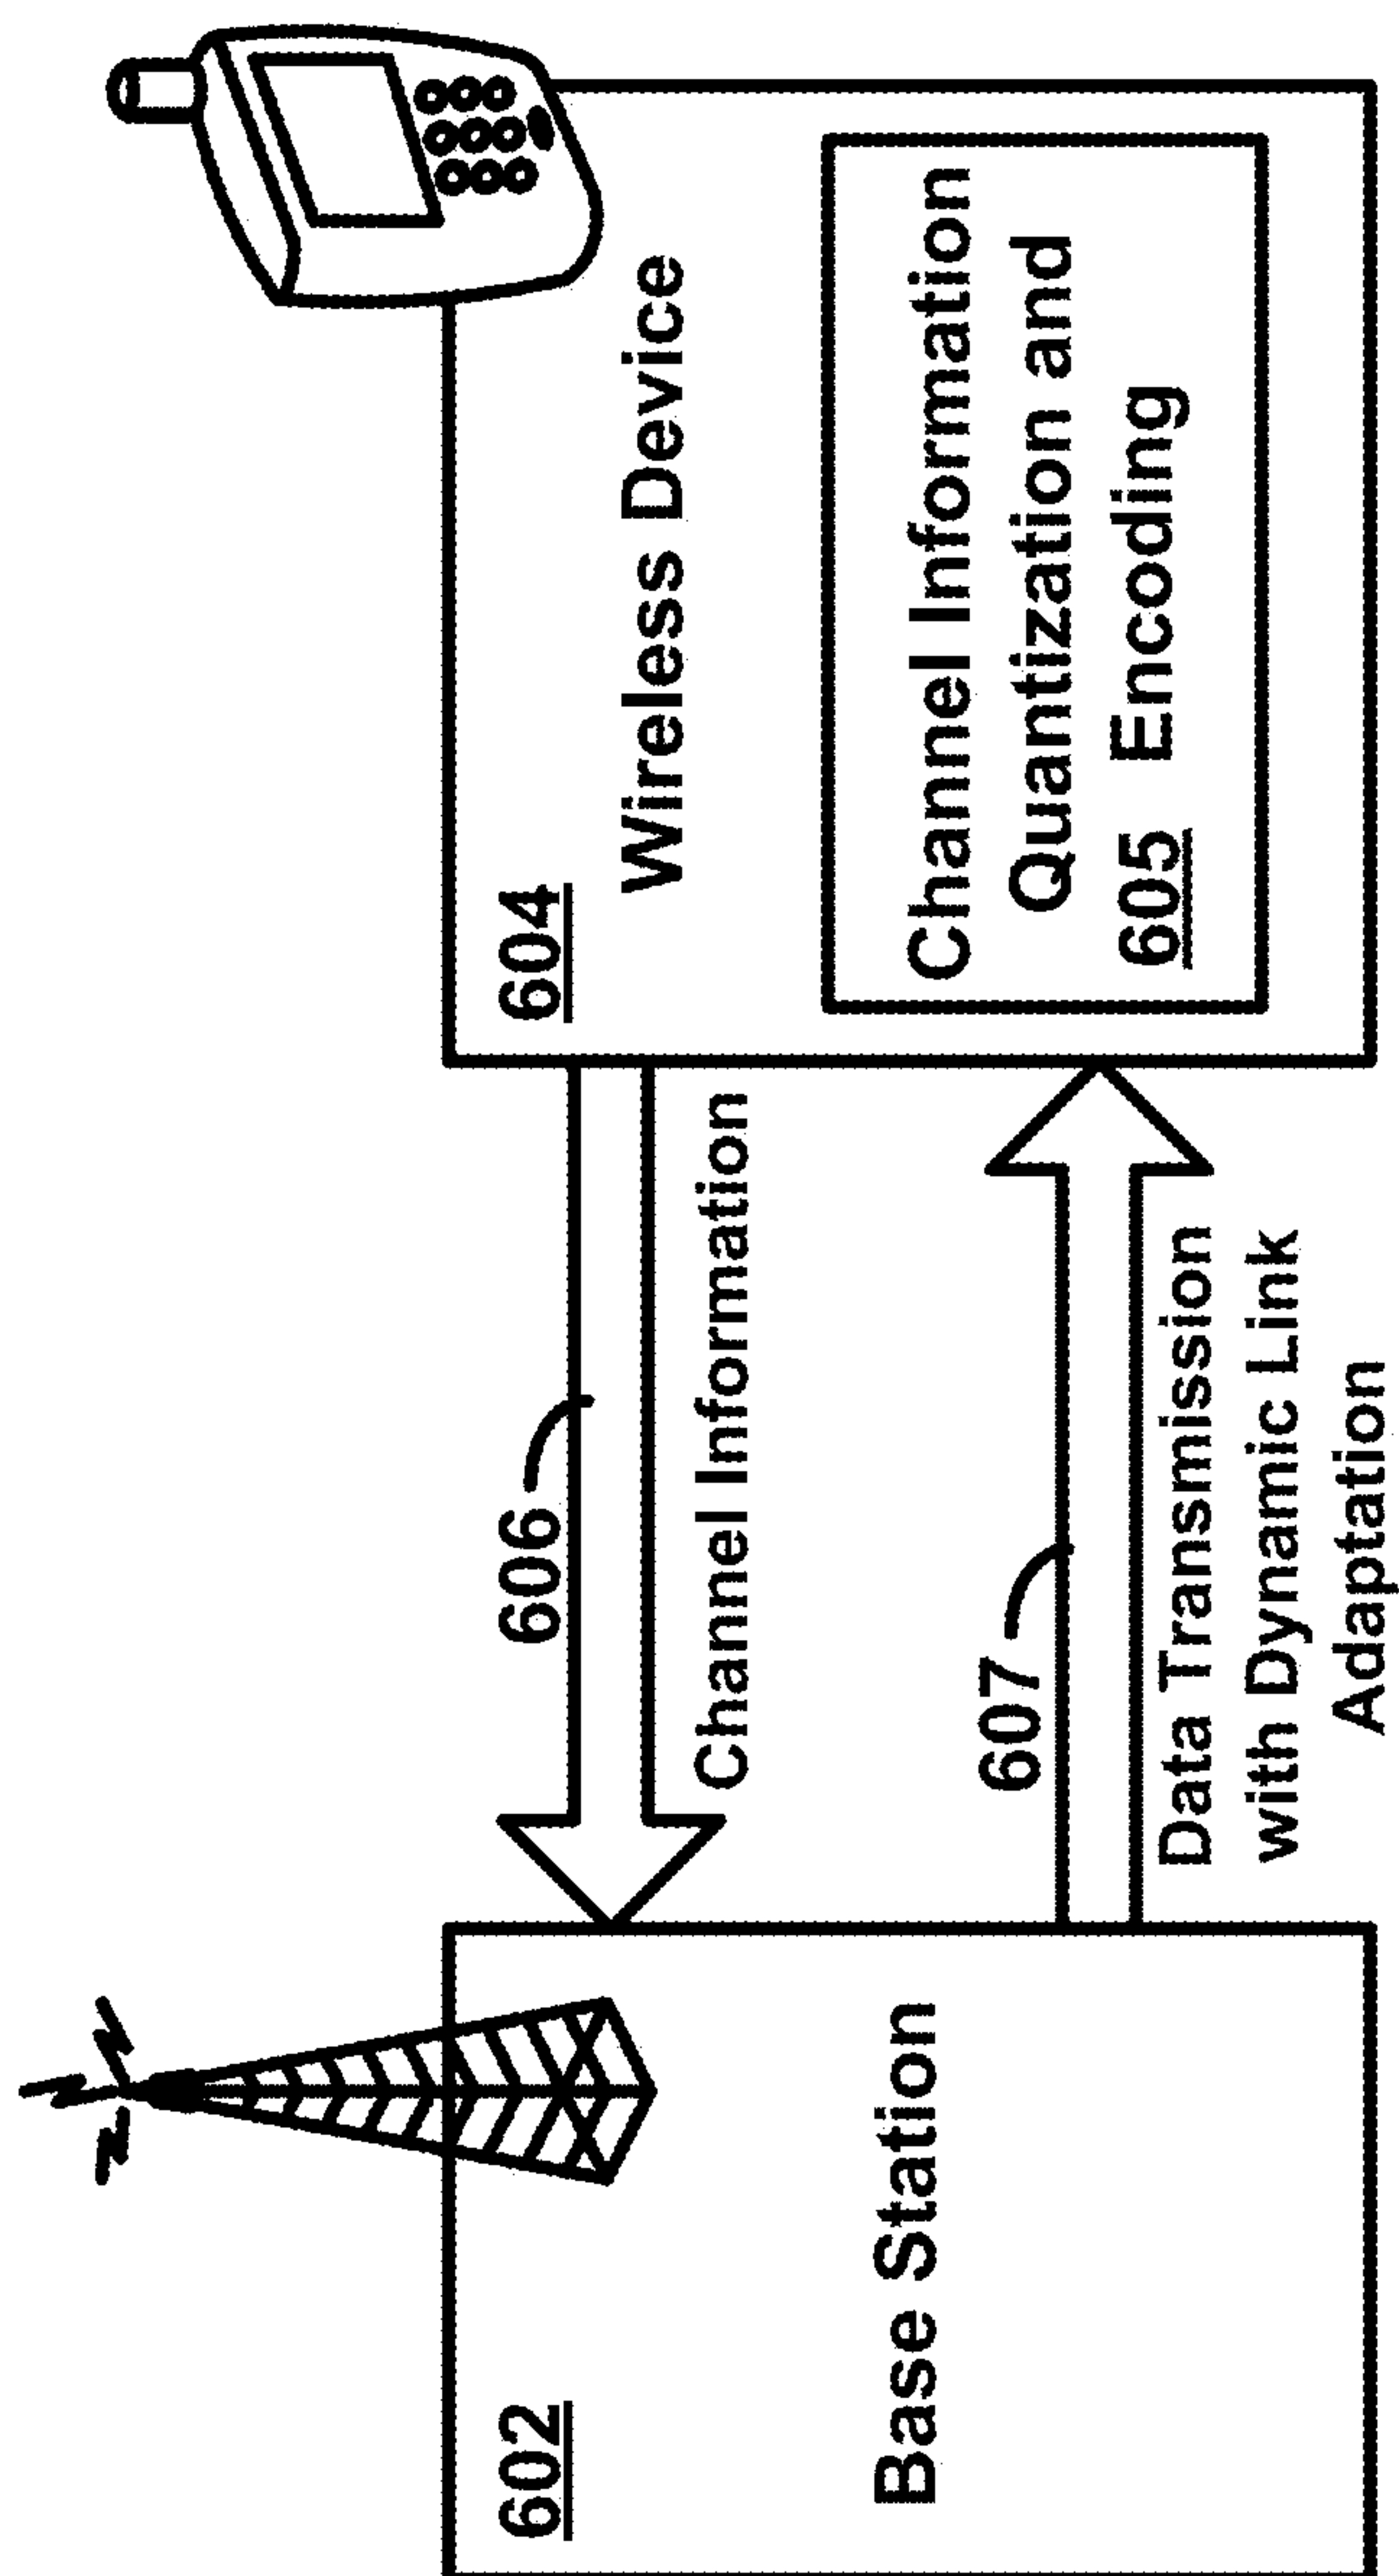 602
Base Station
606
Channel Information
607
Data Transmission
with Dynamic Link
Adaptation
604
Wireless Device
Channel Information
Quantization and
605 Encoding